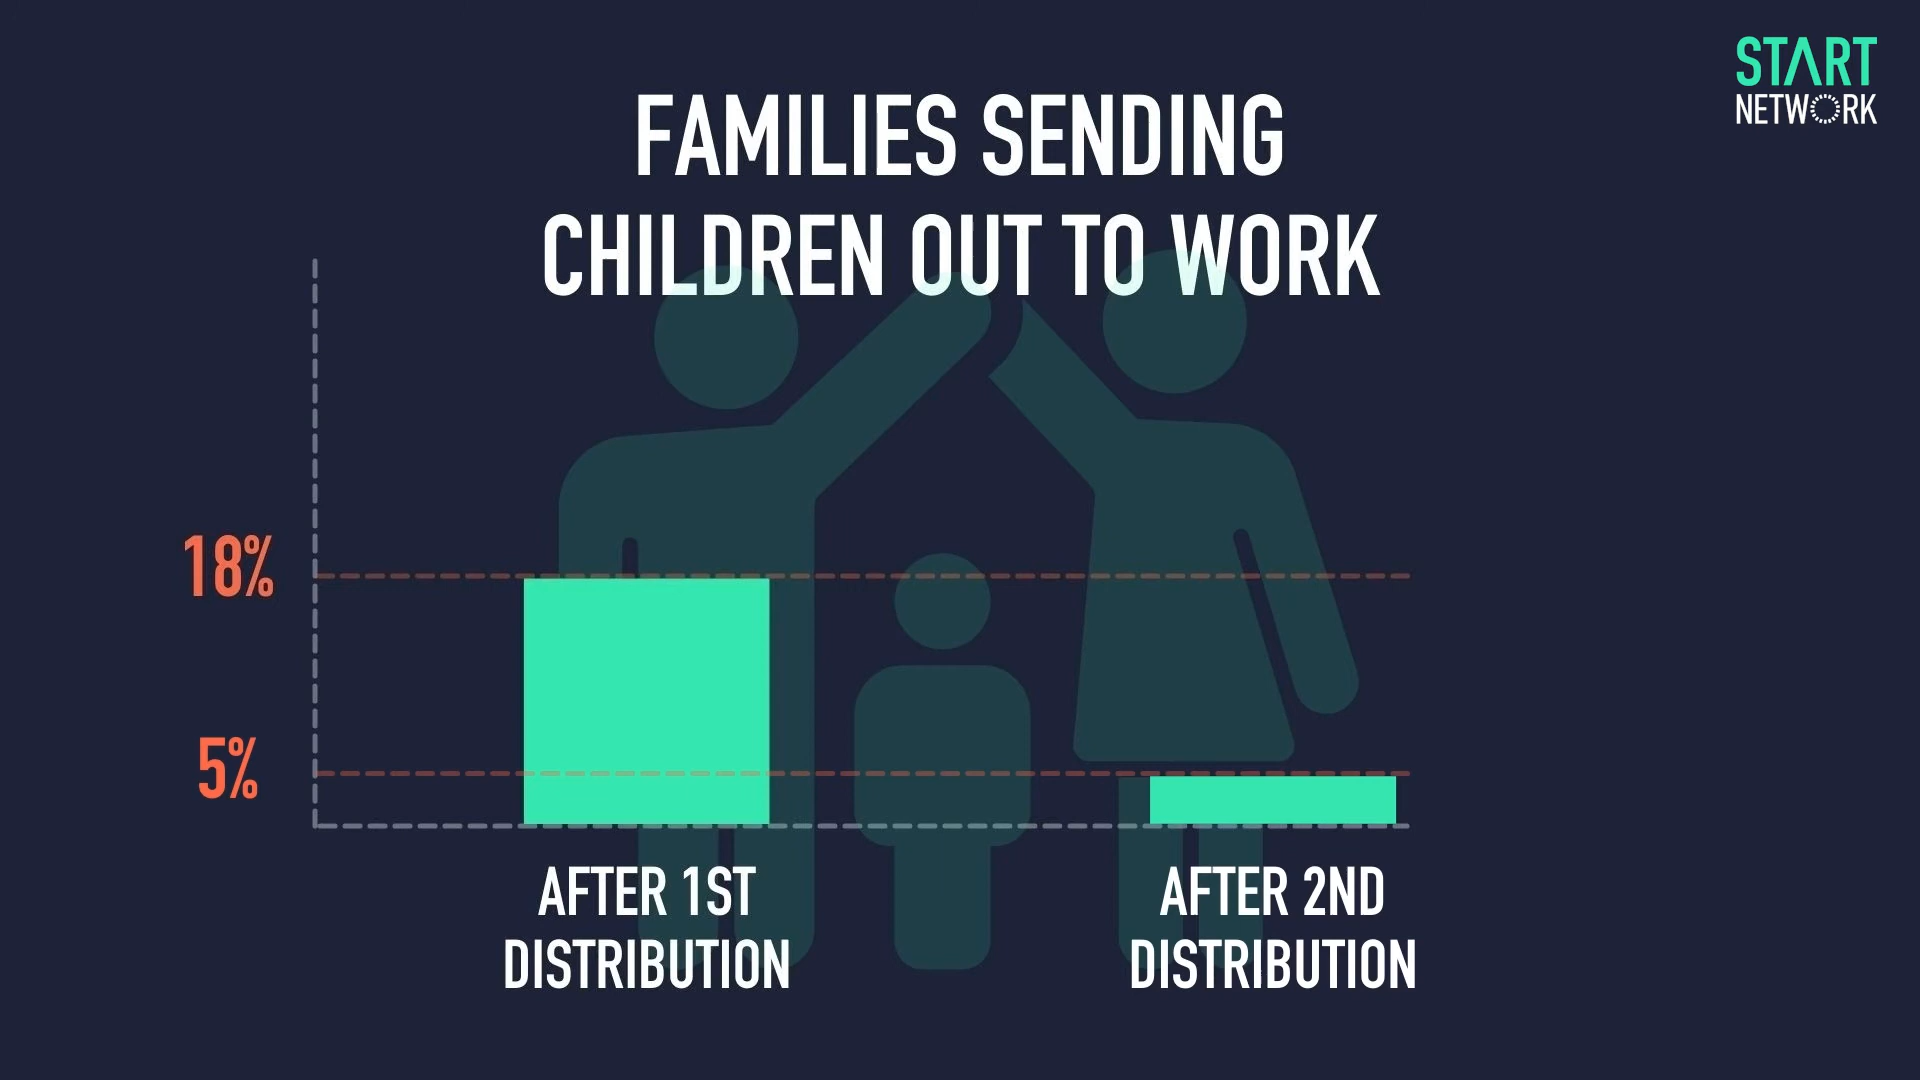 START
NETWORK
FAMILIES SENDING
CHILDREN OUT TO WORK
18%
5%
AFTER 1ST
DISTRIBUTION
AFTER 2ND
DISTRIBUTION